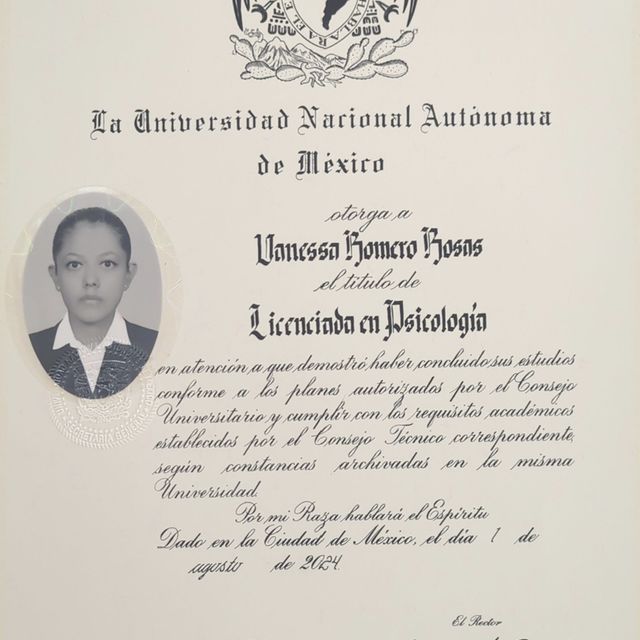 HABLARA EL E
La Universidad Nacional Autónoma
de México
otorga a
Vanessa Romero Rosas
el título de
Licenciada en Psicología
en atención a que demostró haber concluido sus estudios
conforme a los planes autorizados por el Consejo
Universitario y cumplir con los requisitos académicos
establecidos por el Consejo Técnico correspondiente,
según constancias archivadas en la misma
Universidad.
Por mi Raza hablará el Espíritu
Dado en la Ciudad de México, el día 1 de
agosto de 2024.
El Rector